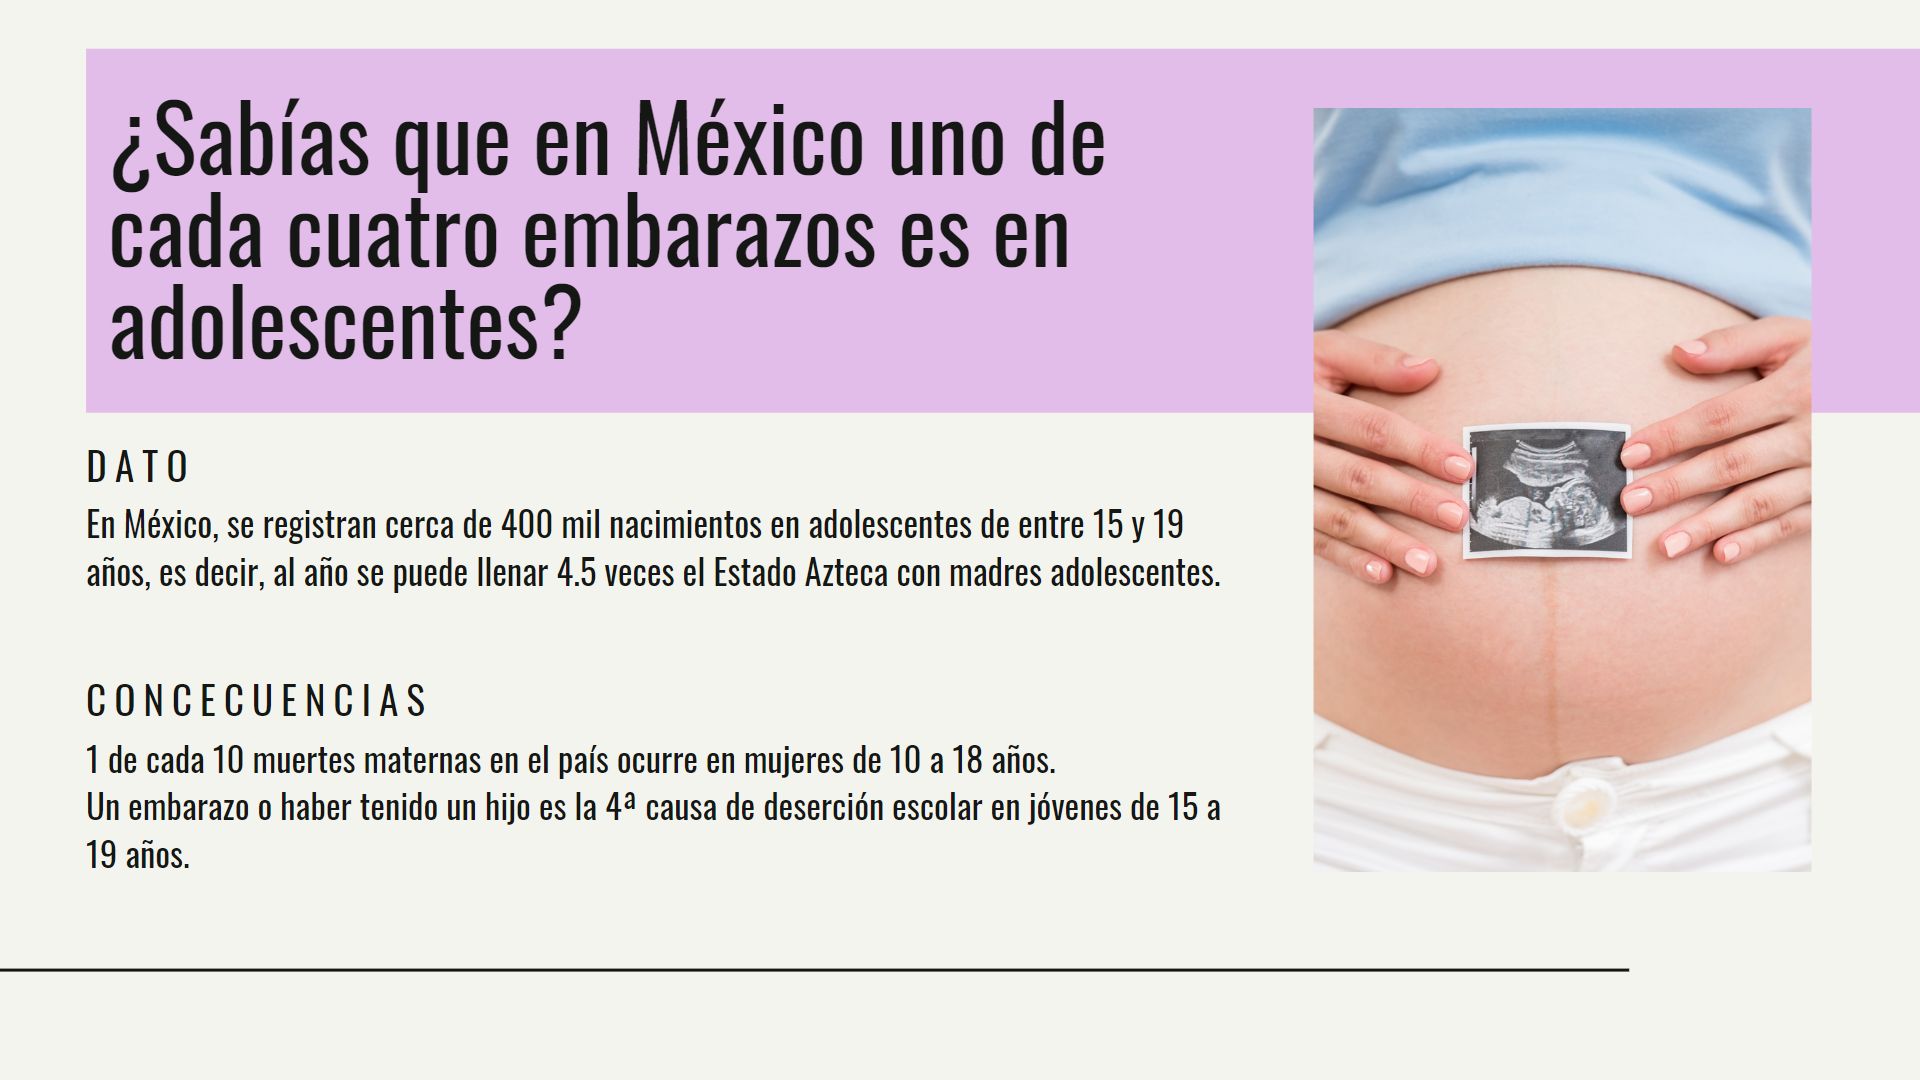 ¿Sabías que en México uno de
cada cuatro embarazos es en
adolescentes?
DATO
En México, se registran cerca de 400 mil nacimientos en adolescentes de entre 15 y 19
años, es decir, al año se puede llenar 4.5 veces el Estado Azteca con madres adolescentes.
CONCECUENCIAS
1 de cada 10 muertes maternas en el país ocurre en mujeres de 10 a 18 años.
Un embarazo o haber tenido un hijo es la 4ª causa de deserción escolar en jóvenes de 15 a
19 años.